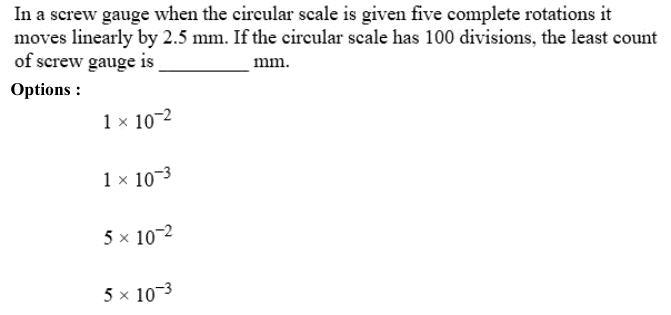 In a screw gauge when the circular scale is given five complete rotations it
moves linearly by 2.5 mm. If the circular scale has 100 divisions, the least count
of screw gauge is __________ mm.
Options :
1 × 10⁻²
1 × 10⁻³
5 × 10⁻²
5 × 10⁻³